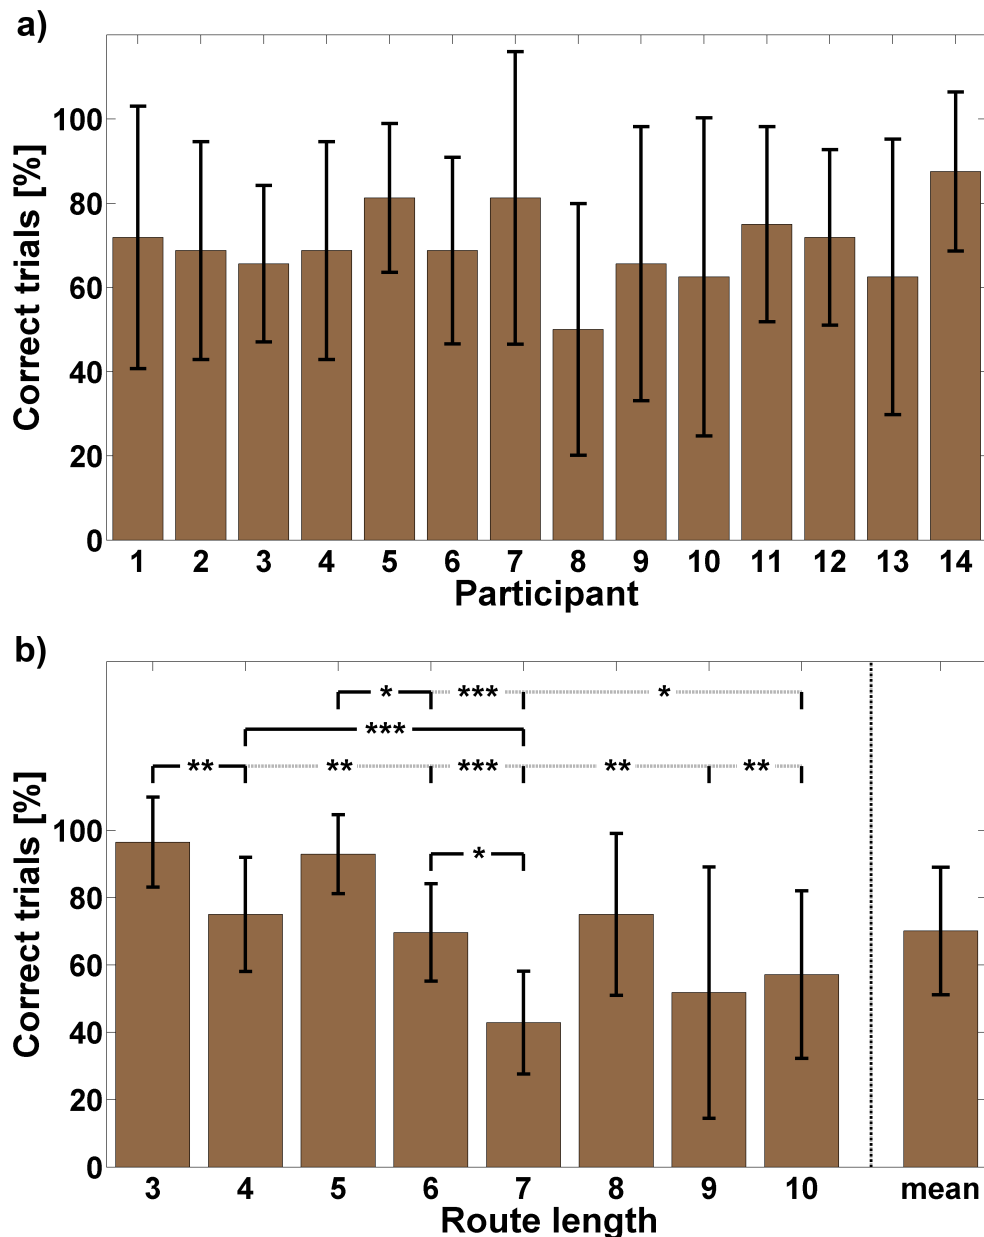 a)
Correct trials [%]
100
80
60
40
20
0
1 2 3 4 5 6 7 8 9 10 11 12 13 14
Participant
b)
Correct trials [%]
* *** *
***
** ** *** ** **
*
100
80
60
40
20
0
3 4 5 6 7 8 9 10 mean
Route length